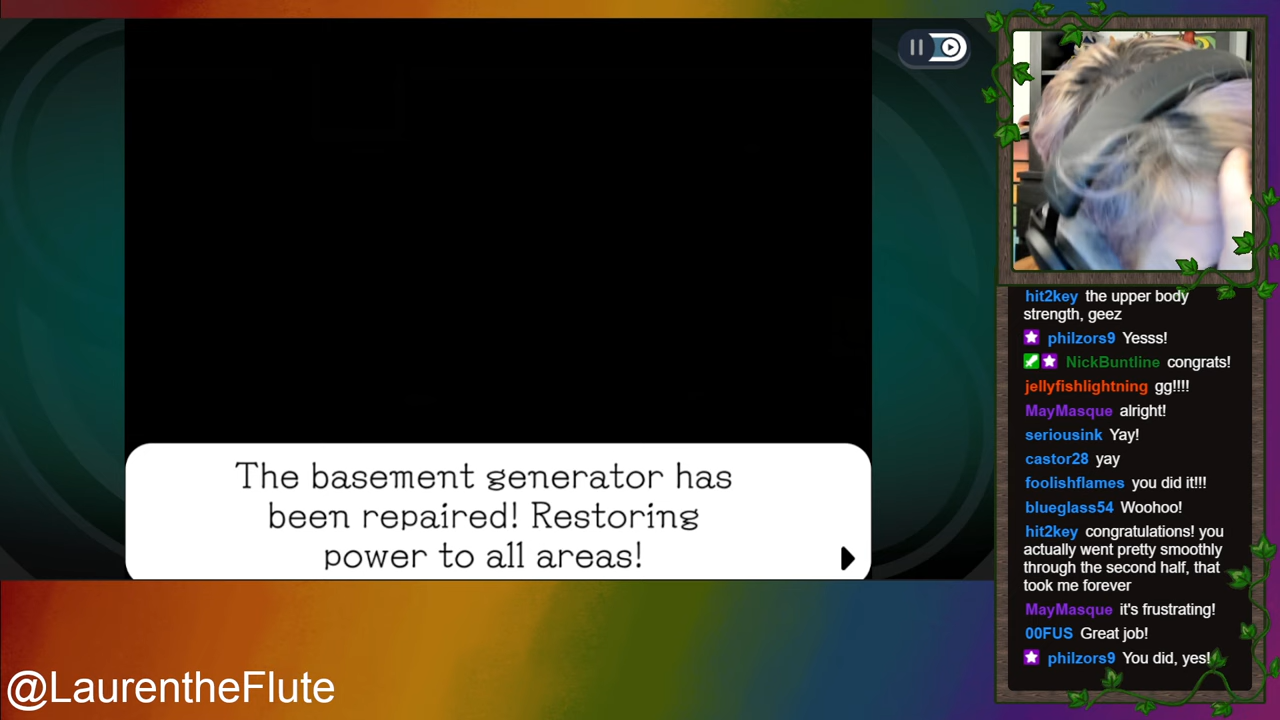 The basement generator has
been repaired! Restoring
power to all areas!
@LaurentheFlute
hit2key the upper body
strength, geez
philzors9 Yesss!
NickBuntline congrats!
jellyfishlightning gg!!!!
MayMasque alright!
seriousink Yay!
castor28 yay
foolishflames you did it!!!
blueglass54 Woohoo!
hit2key congratulations! you
actually went pretty smoothly
through the second half, that
took me forever
MayMasque it's frustrating!
00FUS Great job!
philzors9 You did, yes!